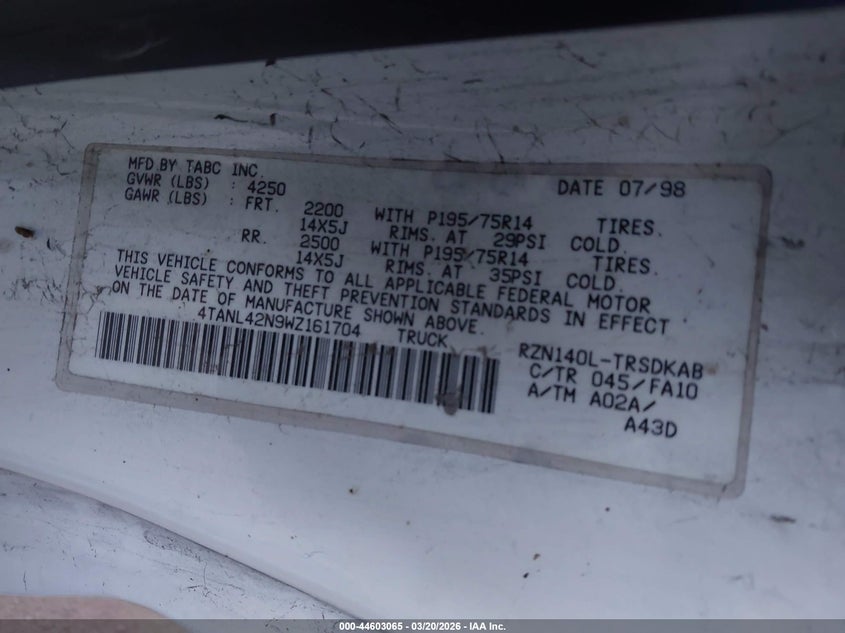 MFD.BY TABC INC. DATE 07/98
GVWR (LBS) : 4250
GAWR (LBS) : FRT. 2200 WITH P195/75R14 TIRES.
14X5J RIMS. AT 29PSI COLD.
RR. 2500 WITH P195/75R14 TIRES.
14X5J RIMS. AT 35PSI COLD.
THIS VEHICLE CONFORMS TO ALL APPLICABLE FEDERAL MOTOR
VEHICLE SAFETY AND THEFT PREVENTION STANDARDS IN EFFECT
ON THE DATE OF MANUFACTURE SHOWN ABOVE.
4TANL42N9WZ161704 TRUCK
RZN140L-TRSDKAB
C/TR 045/FA10
A/TM A02A/
A43D
000-44603065 - 03/20/2026 - IAA Inc.